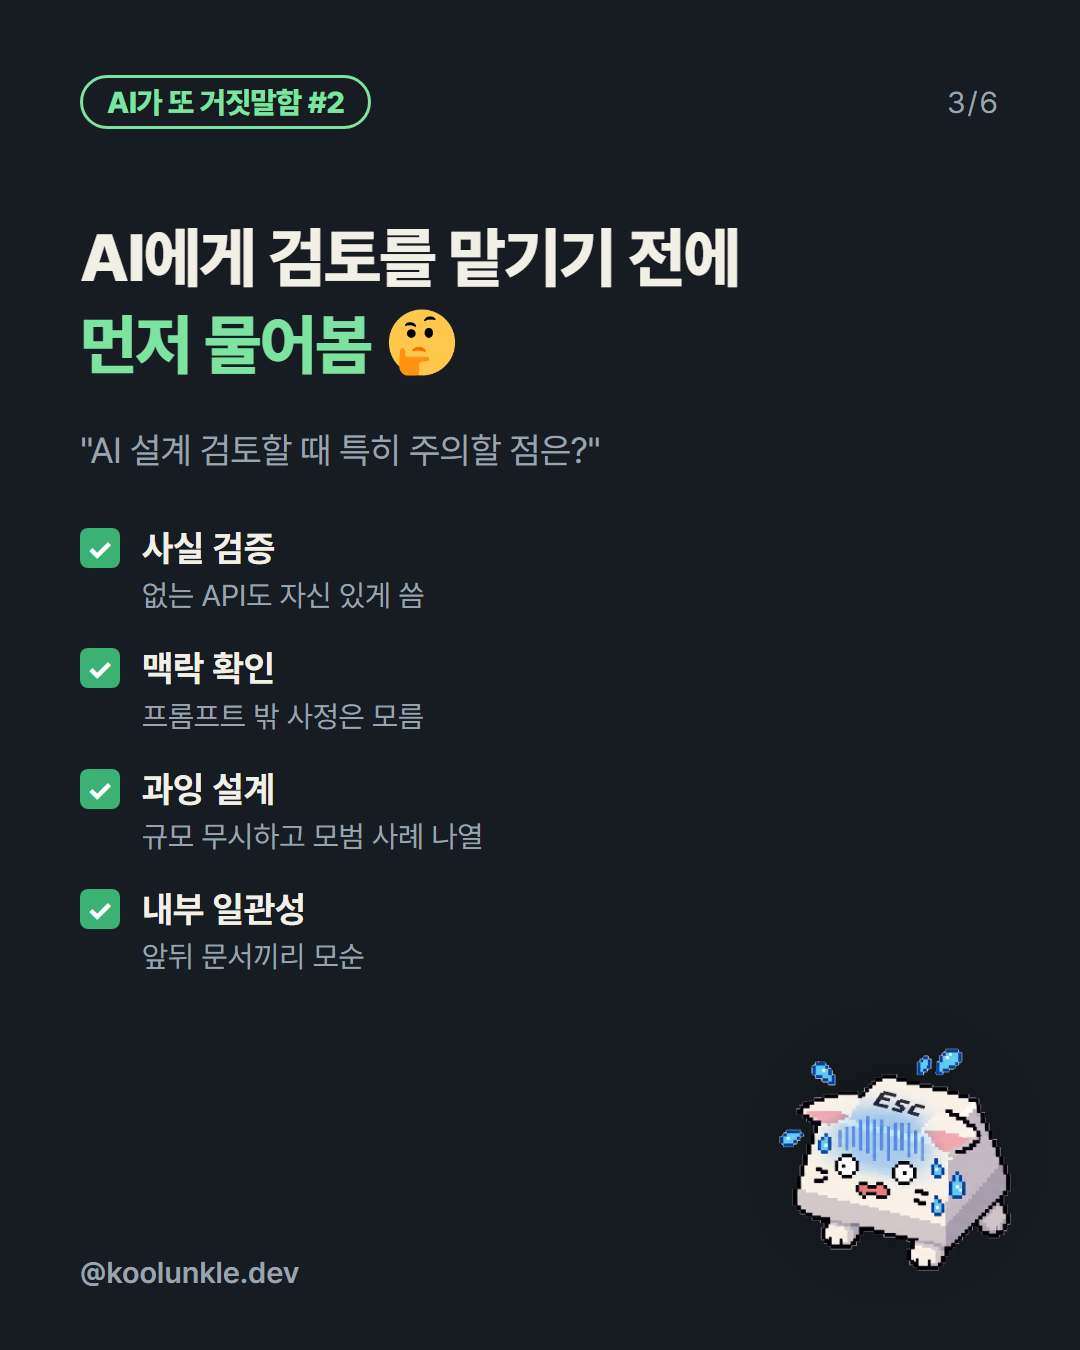 AI가 또 거짓말함 #2
3/6
AI에게 검토를 맡기기 전에
먼저 물어봄 🤔
"AI 설계 검토할 때 특히 주의할 점은?"
사실 검증
없는 API도 자신 있게 씀
맥락 확인
프롬프트 밖 사정은 모름
과잉 설계
규모 무시하고 모범 사례 나열
내부 일관성
앞뒤 문서끼리 모순
Esc
@koolunkle.dev